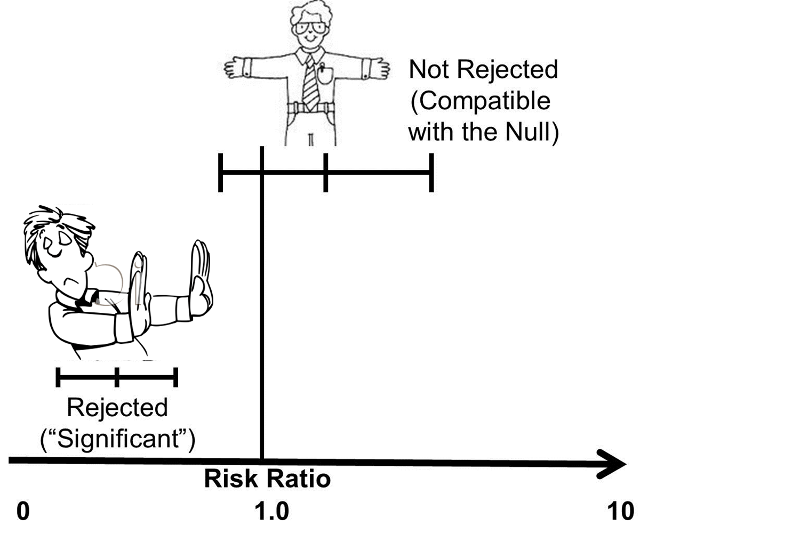 Not Rejected
(Compatible
with the Null)
Rejected
(“Significant”)
Risk Ratio
0 1.0 10